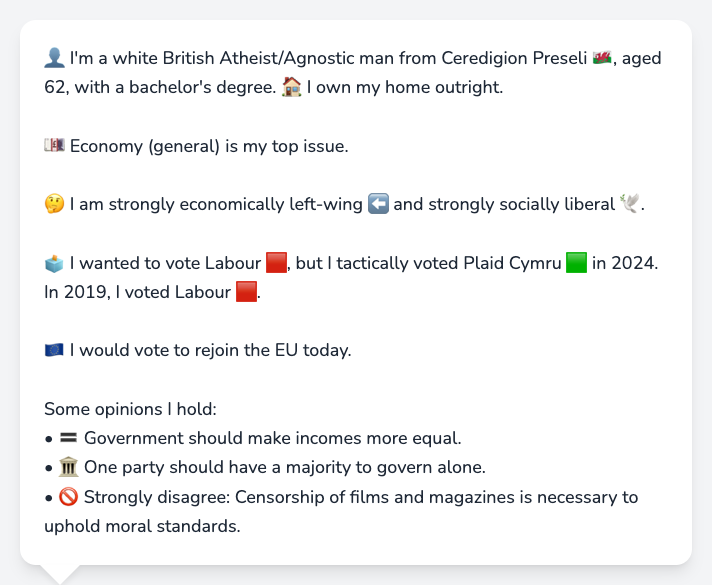 👤 I'm a white British Atheist/Agnostic man from Ceredigion Preseli 🏴󠁧󠁢󠁷󠁬󠁳󠁿, aged
62, with a bachelor's degree. 🏠 I own my home outright.
💷 Economy (general) is my top issue.
🤔 I am strongly economically left-wing ⬅️ and strongly socially liberal 🕊️.
🗳️ I wanted to vote Labour 🟥, but I tactically voted Plaid Cymru 🟩 in 2024.
In 2019, I voted Labour 🟥.
🇪🇺 I would vote to rejoin the EU today.
Some opinions I hold:
• 🟰 Government should make incomes more equal.
• 🏛️ One party should have a majority to govern alone.
• 🚫 Strongly disagree: Censorship of films and magazines is necessary to
uphold moral standards.